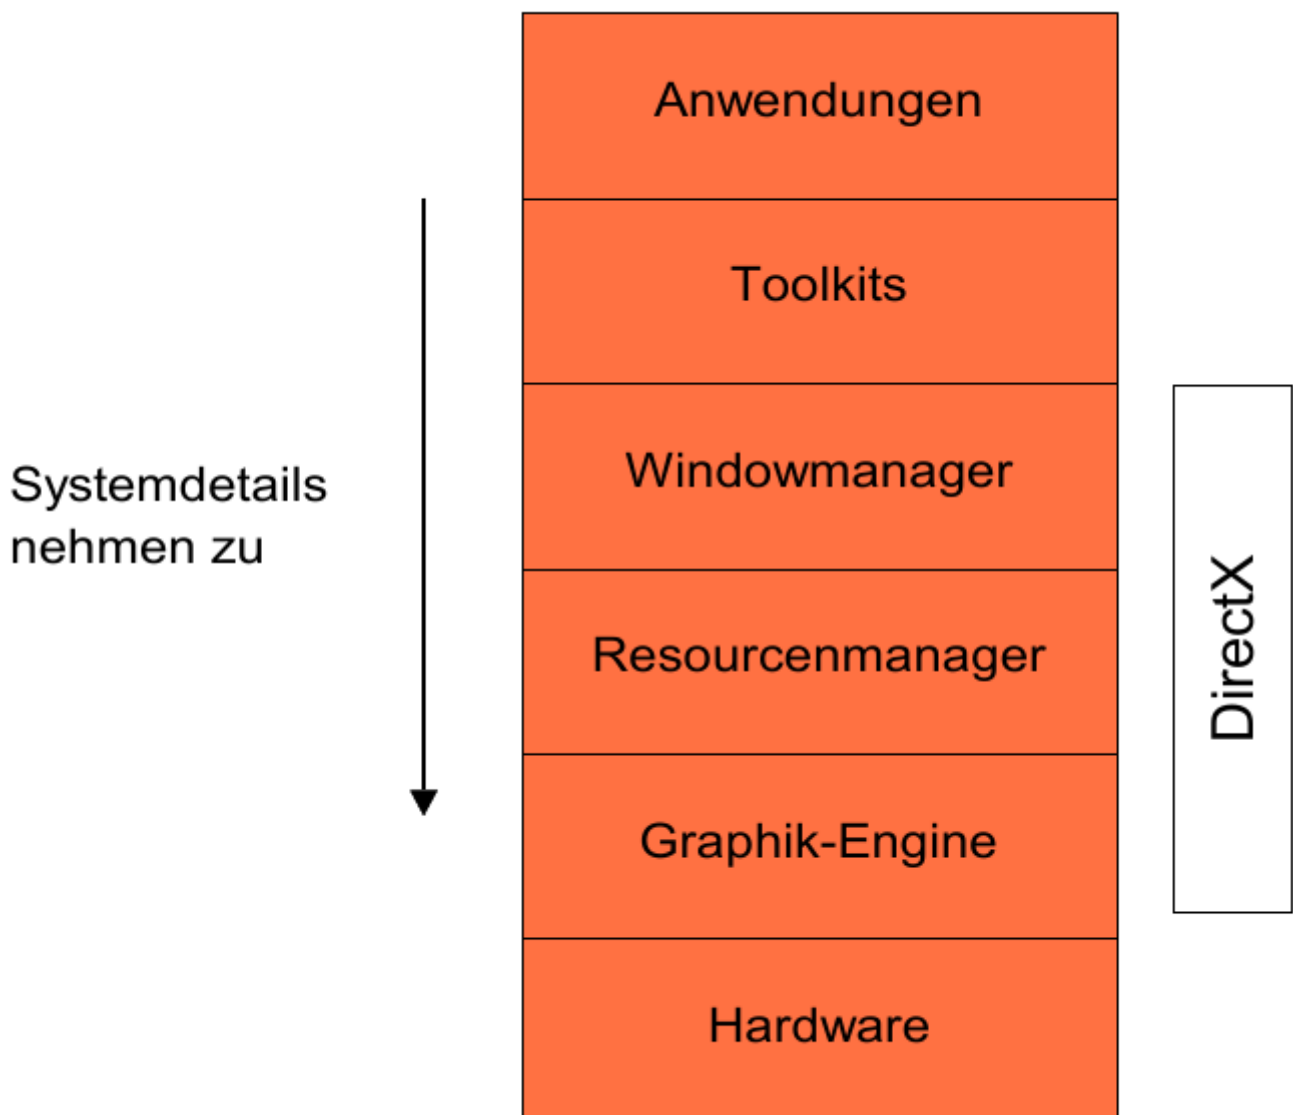 Anwendungen
Toolkits
Systemdetails
nehmen zu
Windowmanager
Resourcenmanager
Graphik-Engine
Hardware
DirectX